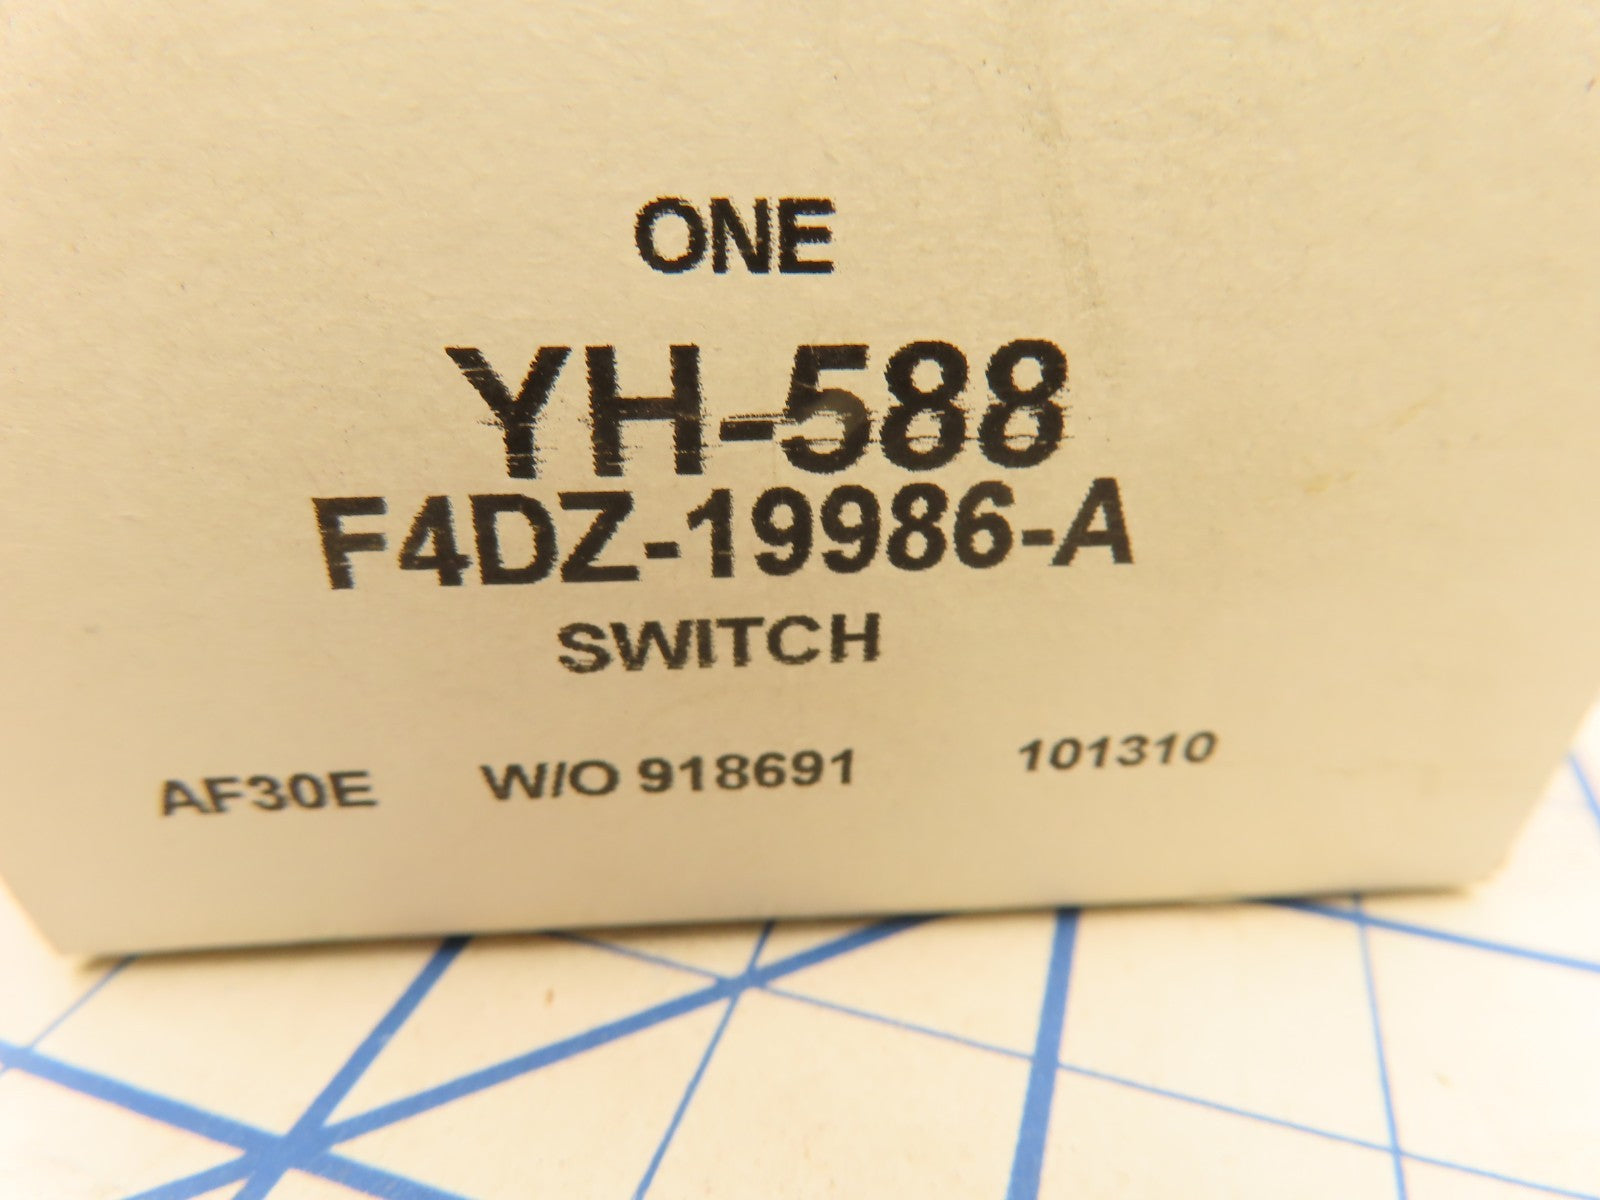 ONE
YH-588
F4DZ-19986-A
SWITCH
AF30E W/O 918691 101310